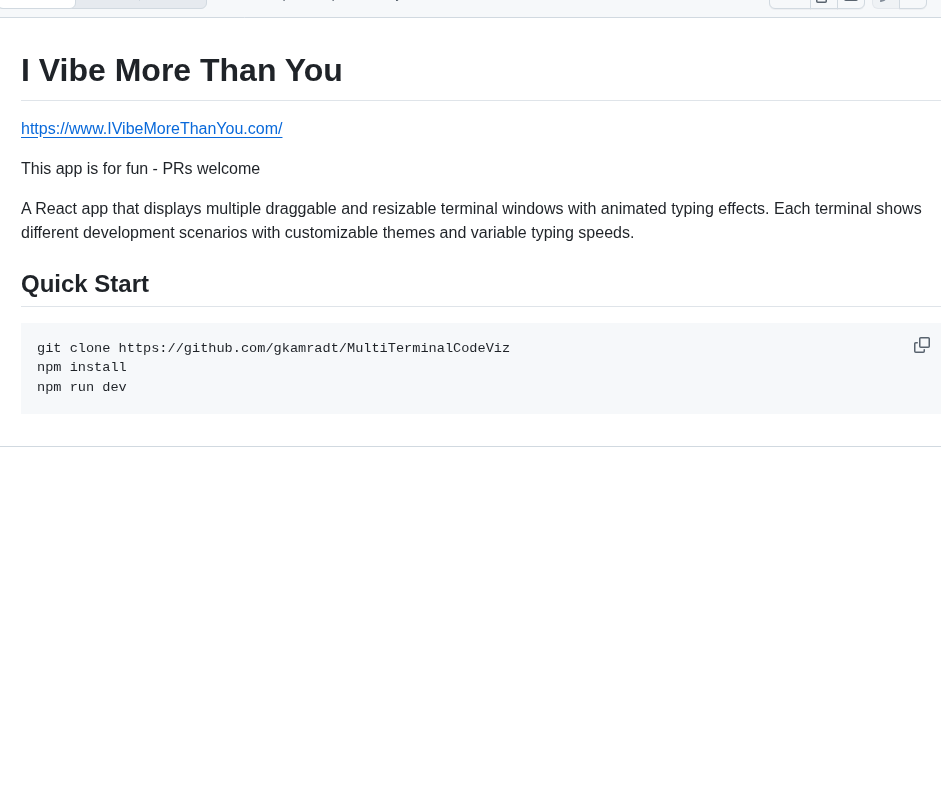 I Vibe More Than You
https://www.IVibeMoreThanYou.com/
This app is for fun - PRs welcome
A React app that displays multiple draggable and resizable terminal windows with animated typing effects. Each terminal shows
different development scenarios with customizable themes and variable typing speeds.
Quick Start
git clone https://github.com/gkamradt/MultiTerminalCodeViz
npm install
npm run dev